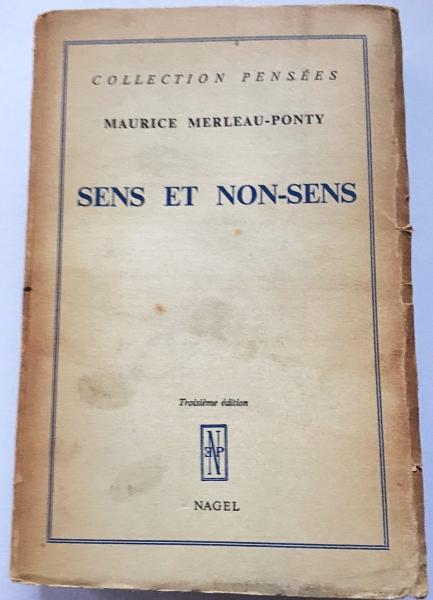 COLLECTION PENSÉES
MAURICE MERLEAU-PONTY
SENS ET NON-SENS
Troisième édition
NAGEL